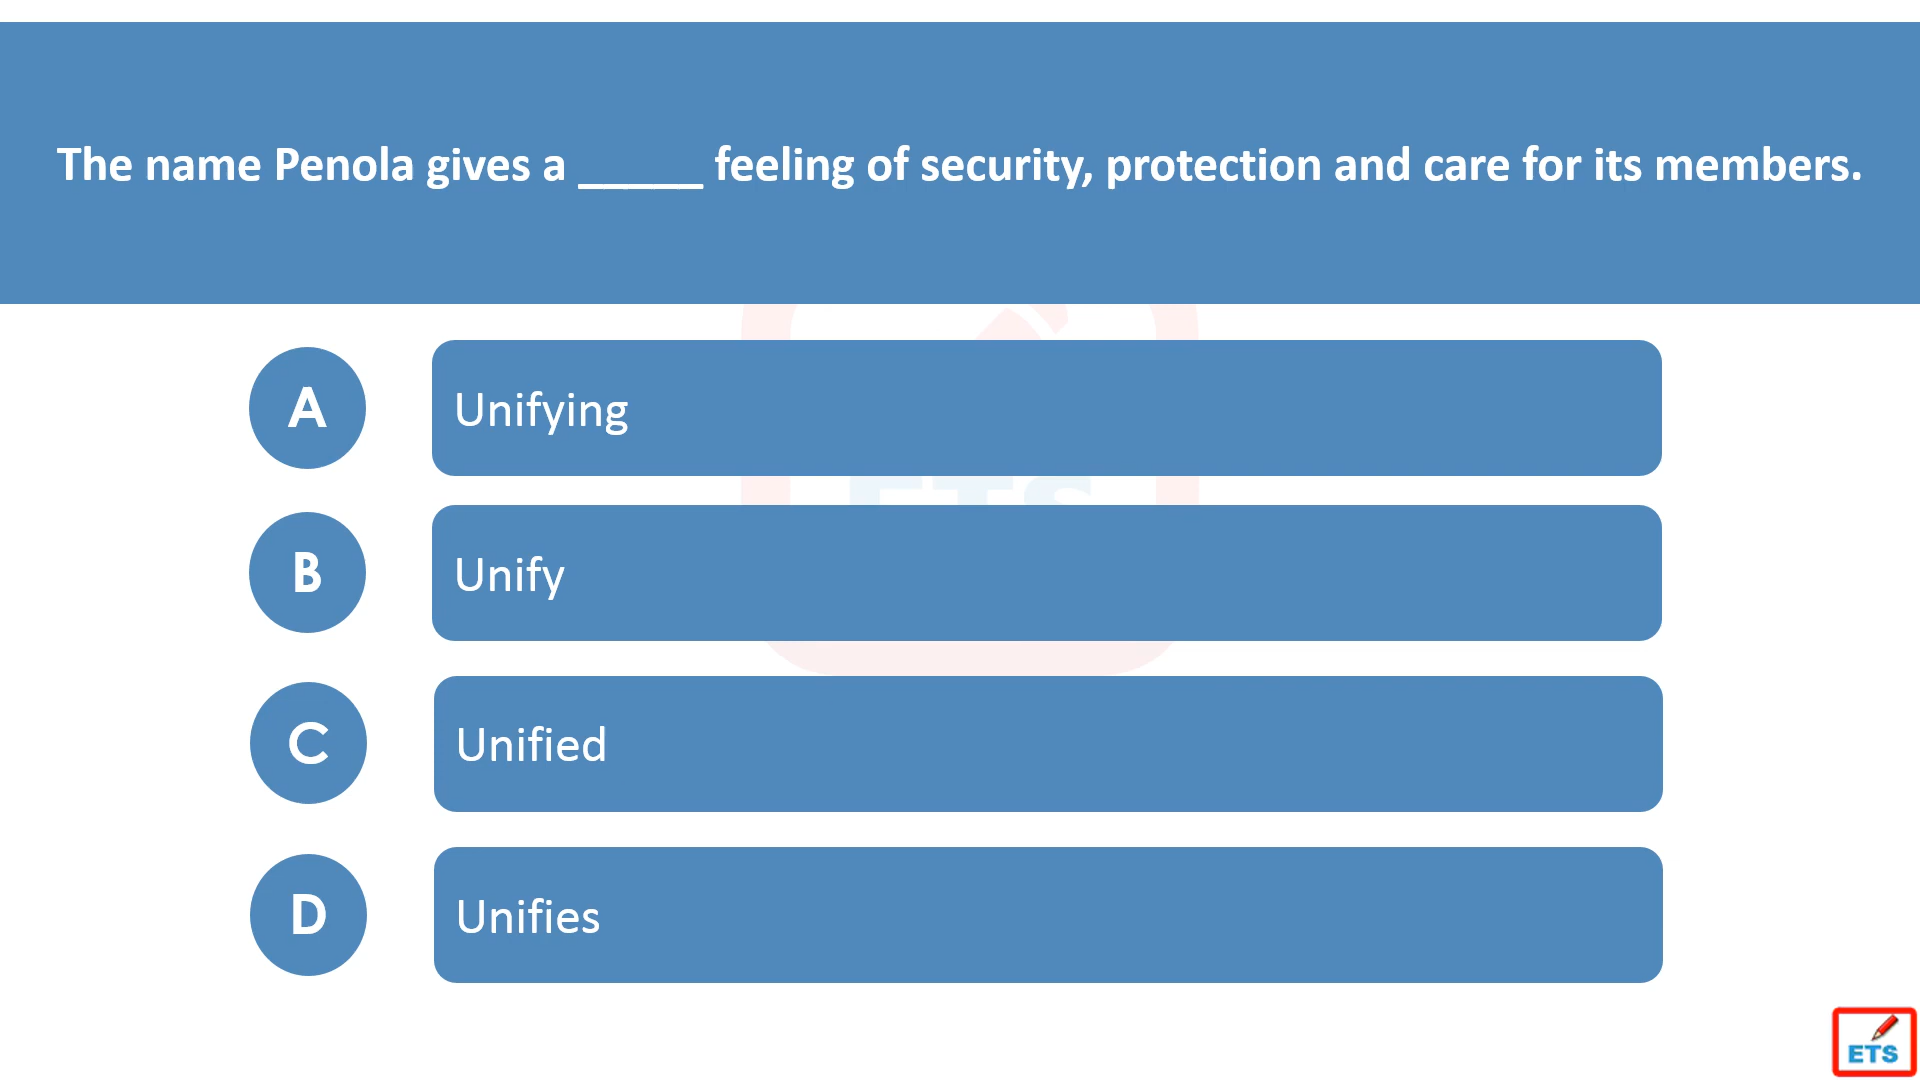 The name Penola gives a _____ feeling of security, protection and care for its members.
A
Unifying
ETS
B
Unify
C
Unified
D
Unifies
ETS